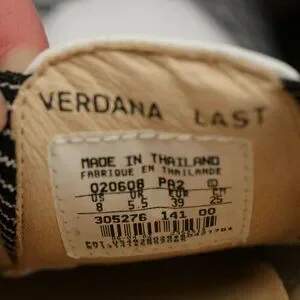 VERDANA LAST
MADE IN THAILAND
FABRIQUE EN THAILANDE
020608 PA2 ©
US UK EUR CM
8 5.5 39 25
305276 141 00